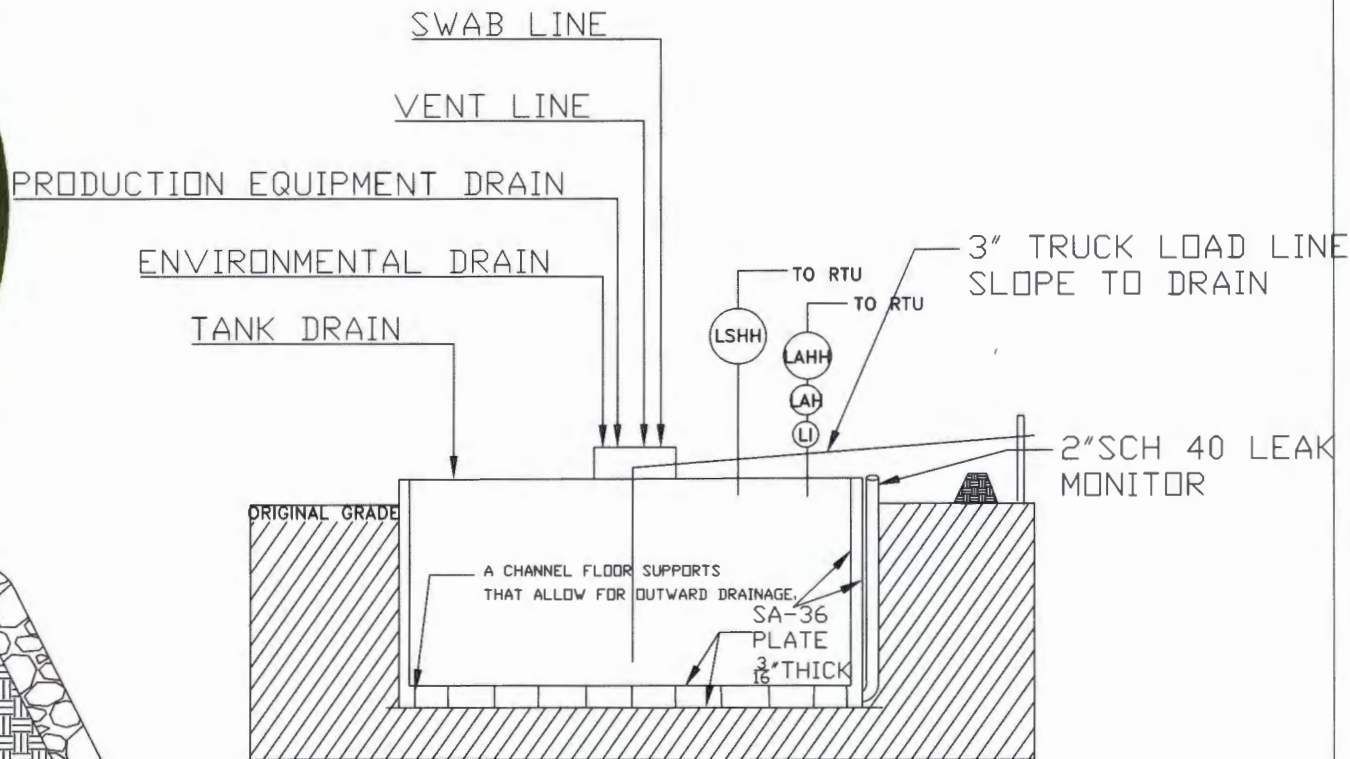 SWAB LINE
VENT LINE
PRODUCTION EQUIPMENT DRAIN
ENVIRONMENTAL DRAIN
TANK DRAIN
TO RTU
TO RTU
3" TRUCK LOAD LINE
SLOPE TO DRAIN
LSHH
LAHH
LAH
LI
2"SCH 40 LEAK
MONITOR
ORIGINAL GRADE
A CHANNEL FLOOR SUPPORTS
THAT ALLOW FOR OUTWARD DRAINAGE.
SA-36
PLATE
3/16"THICK